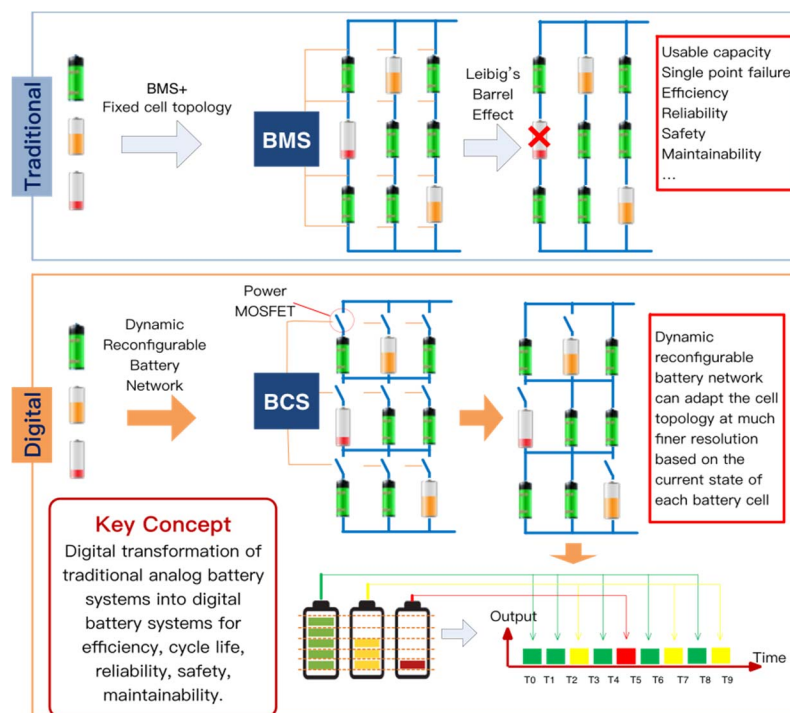 Traditional
BMS+
Fixed cell topology
BMS
Leibig's
Barrel
Effect
Usable capacity
Single point failure
Efficiency
Reliability
Safety
Maintainability
...
Digital
Dynamic
Reconfigurable
Battery
Network
Power
MOSFET
BCS
Dynamic
reconfigurable
battery network
can adapt the cell
topology at much
finer resolution
based on the
current state of
each battery cell
Key Concept
Digital transformation of
traditional analog battery
systems into digital
battery systems for
efficiency, cycle life,
reliability, safety,
maintainability.
Output
Time
T0 T1 T2 T3 T4 T5 T6 T7 T8 T9